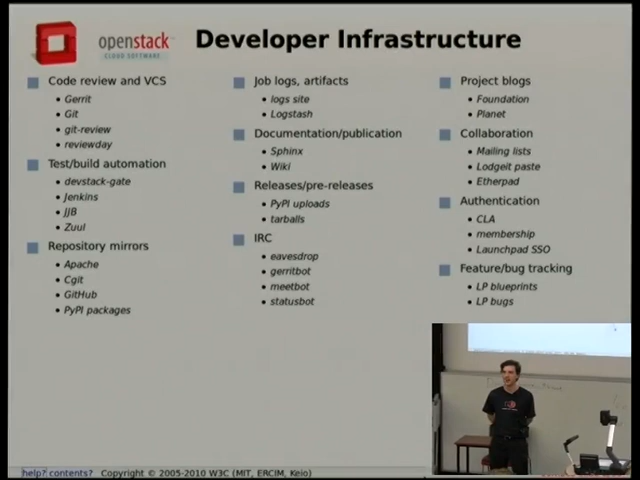 openstack
CLOUD SOFTWARE
Developer Infrastructure
Code review and VCS
Gerrit
Git
git-review
reviewday
Test/build automation
devstack-gate
Jenkins
JJB
Zuul
Repository mirrors
Apache
Cgit
GitHub
PyPI packages
Job logs, artifacts
logs site
Logstash
Documentation/publication
Sphinx
Wiki
Releases/pre-releases
PyPI uploads
tarballs
IRC
eavesdrop
gerritbot
meetbot
statusbot
Project blogs
Foundation
Planet
Collaboration
Mailing lists
Lodgeit paste
Etherpad
Authentication
CLA
membership
Launchpad SSO
Feature/bug tracking
LP blueprints
LP bugs
help? contents? Copyright © 2005-2010 W3C (MIT, ERCIM, Keio)